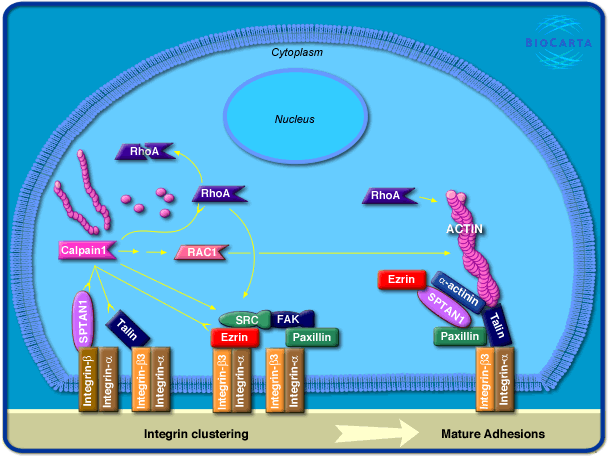 BIOCARTA
Cytoplasm
Nucleus
RhoA
RhoA
RhoA
ACTIN
Calpain1
RAC1
Ezrin
α-actinin
SPTAN1
SPTAN1
Talin
SRC
FAK
Ezrin
Paxillin
Paxillin
Talin
Integrin-β
Integrin-α
Integrin-β3
Integrin-α
Integrin-β3
Integrin-α
Integrin-β3
Integrin-α
Integrin-β3
Integrin-α
Integrin clustering
Mature Adhesions